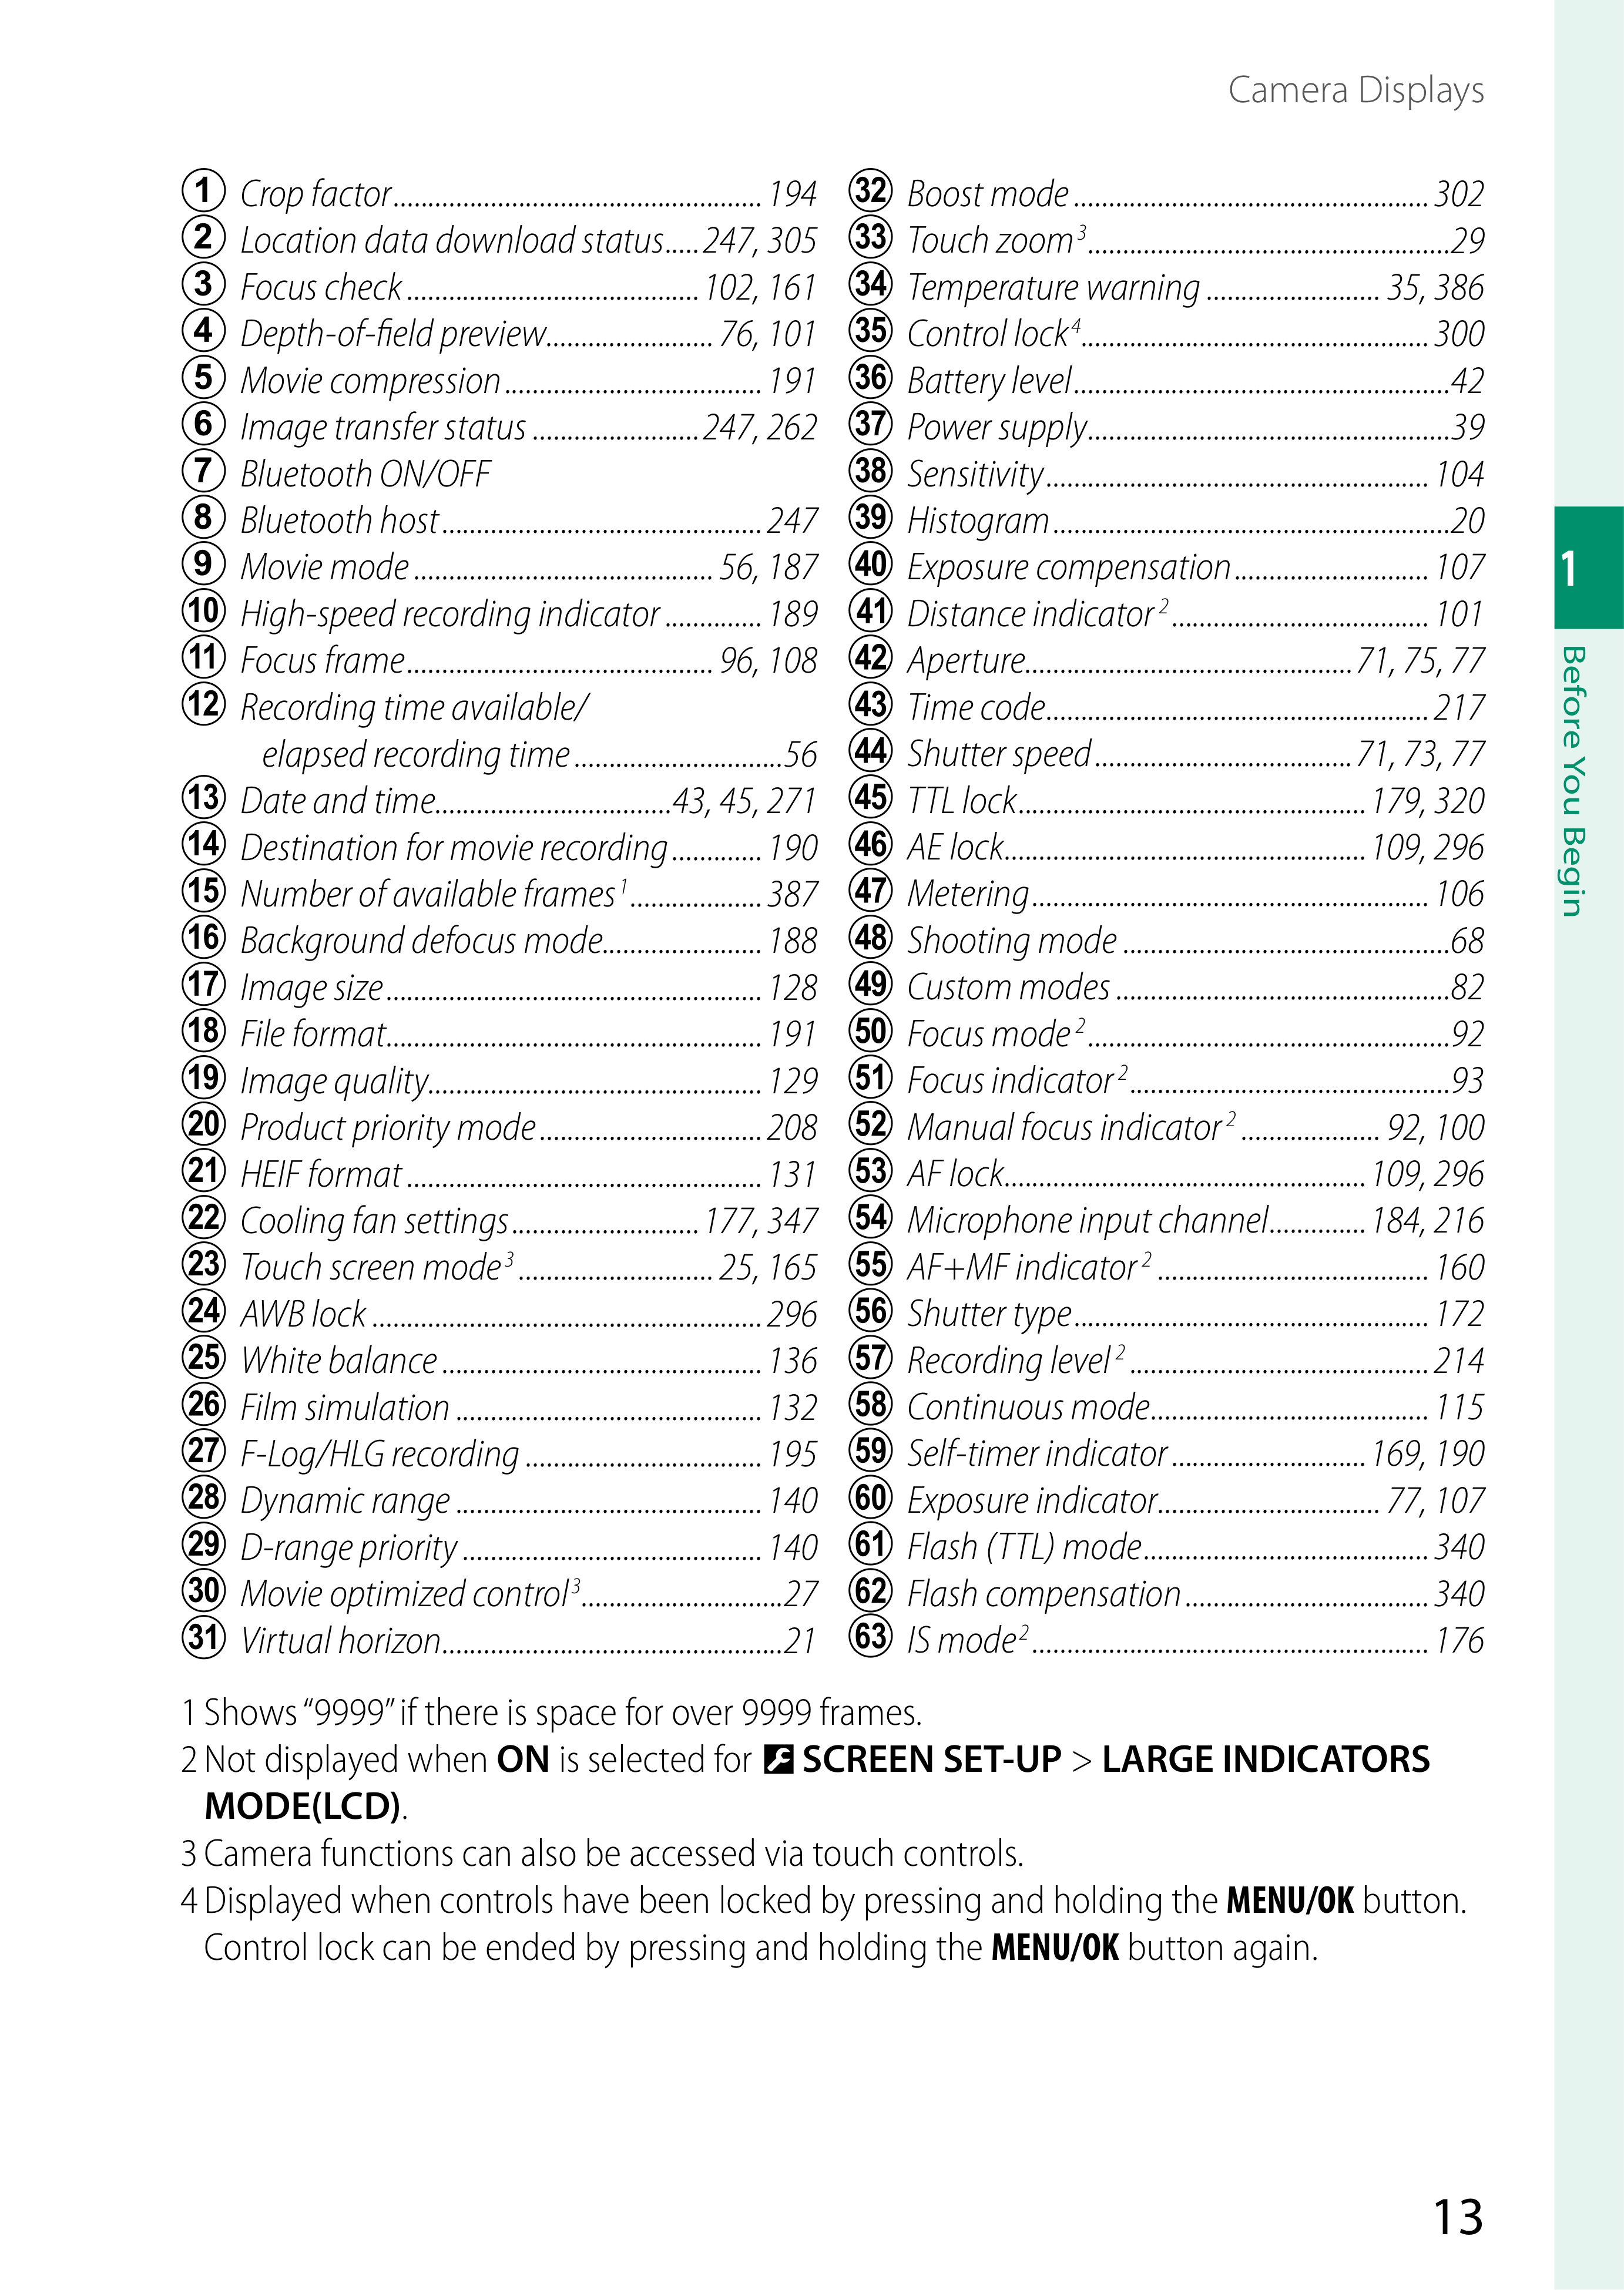 Camera Displays
1 Crop factor.................................................... 194
2 Location data download status.....247, 305
3 Focus check..........................................102, 161
4 Depth-of-field preview........................ 76, 101
5 Movie compression..................................... 191
6 Image transfer status ........................247, 262
7 Bluetooth ON/OFF
8 Bluetooth host..............................................247
9 Movie mode........................................... 56, 187
10 High-speed recording indicator.............. 189
11 Focus frame............................................ 96, 108
12 Recording time available/
elapsed recording time..............................56
13 Date and time..................................43, 45, 271
14 Destination for movie recording............. 190
15 Number of available frames 1................... 387
16 Background defocus mode....................... 188
17 Image size...................................................... 128
18 File format...................................................... 191
19 Image quality................................................ 129
20 Product priority mode................................208
21 HEIF format................................................... 131
22 Cooling fan settings...........................177, 347
23 Touch screen mode 3............................ 25, 165
24 AWB lock........................................................296
25 White balance.............................................. 136
26 Film simulation............................................ 132
27 F-Log/HLG recording.................................. 195
28 Dynamic range............................................ 140
29 D-range priority........................................... 140
30 Movie optimized control 3.............................27
31 Virtual horizon.................................................21
32 Boost mode...................................................302
33 Touch zoom 3....................................................29
34 Temperature warning......................... 35, 386
35 Control lock 4..................................................300
36 Battery level......................................................42
37 Power supply....................................................39
38 Sensitivity....................................................... 104
39 Histogram.........................................................20
40 Exposure compensation............................ 107
41 Distance indicator 2..................................... 101
42 Aperture...............................................71, 75, 77
43 Time code.......................................................217
44 Shutter speed.....................................71, 73, 77
45 TTL lock.................................................. 179, 320
46 AE lock.................................................... 109, 296
47 Metering......................................................... 106
48 Shooting mode...............................................68
49 Custom modes................................................82
50 Focus mode 2....................................................92
51 Focus indicator 2..............................................93
52 Manual focus indicator 2.................... 92, 100
53 AF lock.................................................... 109, 296
54 Microphone input channel..............184, 216
55 AF+MF indicator 2....................................... 160
56 Shutter type................................................... 172
57 Recording level 2...........................................214
58 Continuous mode........................................ 115
59 Self-timer indicator............................ 169, 190
60 Exposure indicator................................ 77, 107
61 Flash (TTL) mode.........................................340
62 Flash compensation...................................340
63 IS mode 2......................................................... 176
1 Shows “9999” if there is space for over 9999 frames.
2 Not displayed when ON is selected for SCREEN SET-UP > LARGE INDICATORS
MODE(LCD).
3 Camera functions can also be accessed via touch controls.
4 Displayed when controls have been locked by pressing and holding the MENU/OK button.
Control lock can be ended by pressing and holding the MENU/OK button again.
1
Before You Begin
13